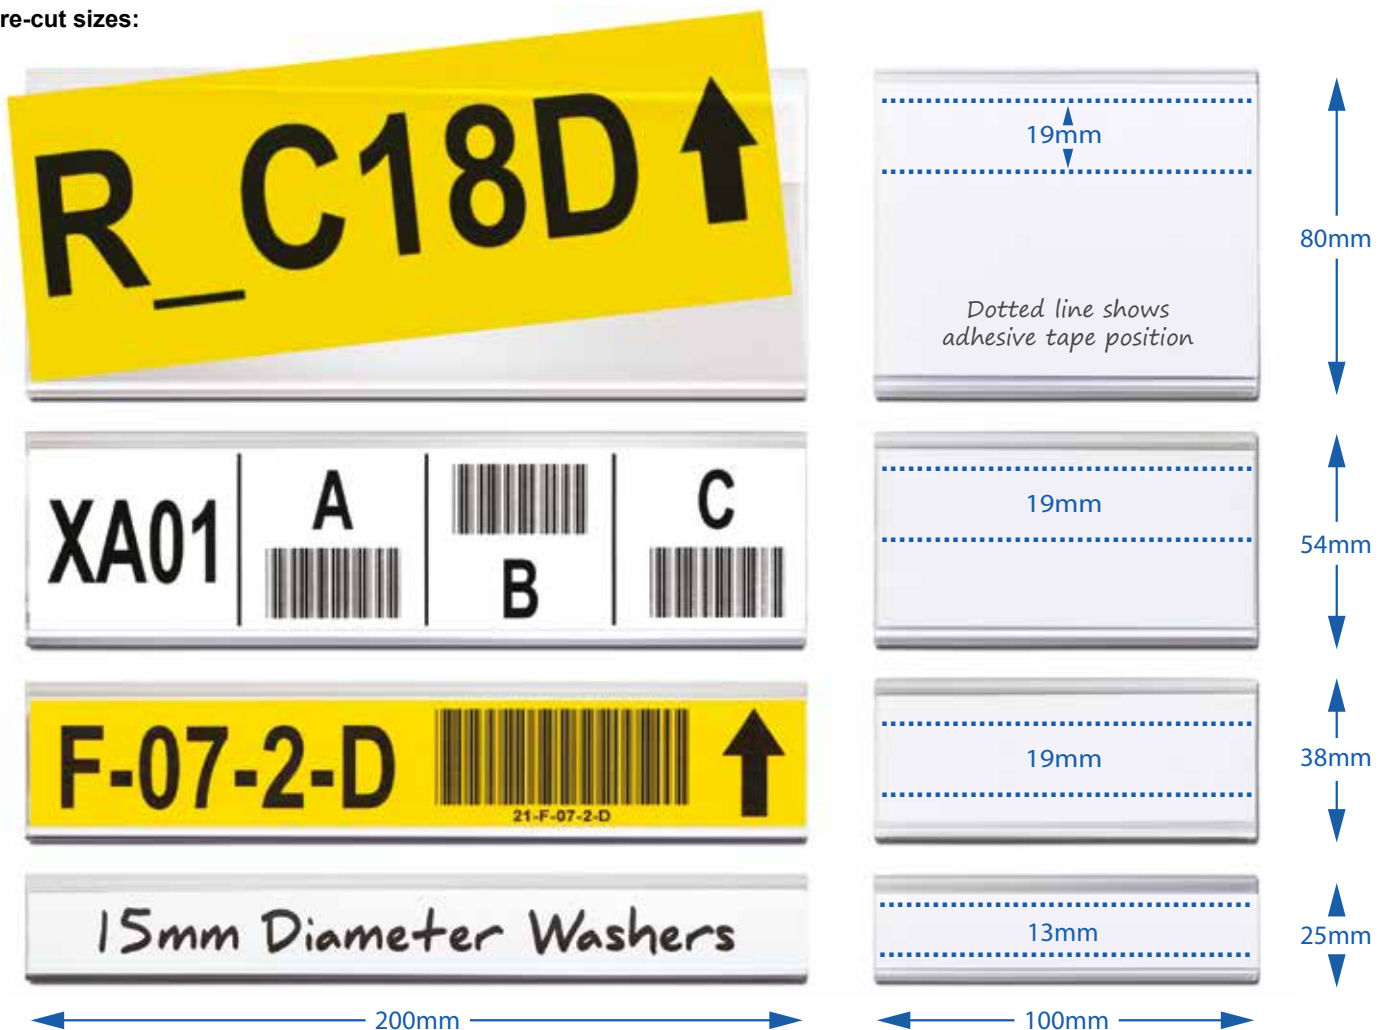 re-cut sizes:
R_C18D
19mm
80mm
Dotted line shows
adhesive tape position
XA01
A
B
C
19mm
54mm
F-07-2-D
21-F-07-2-D
19mm
38mm
15mm Diameter Washers
13mm
25mm
200mm
100mm